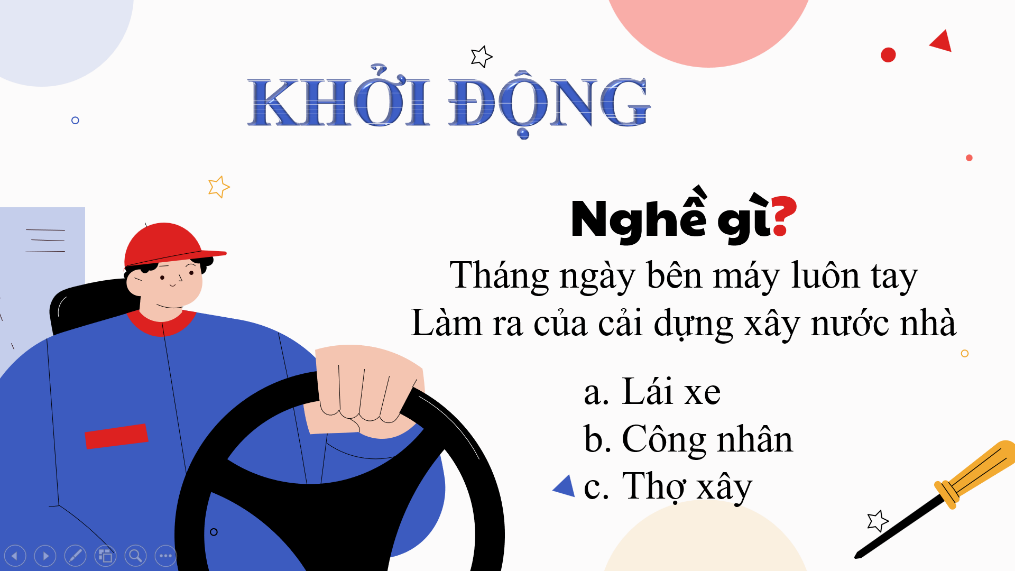 KHỞI ĐỘNG
Nghề gì?
Tháng ngày bên máy luôn tay
Làm ra của cải dựng xây nước nhà
a. Lái xe
b. Công nhân
c. Thợ xây